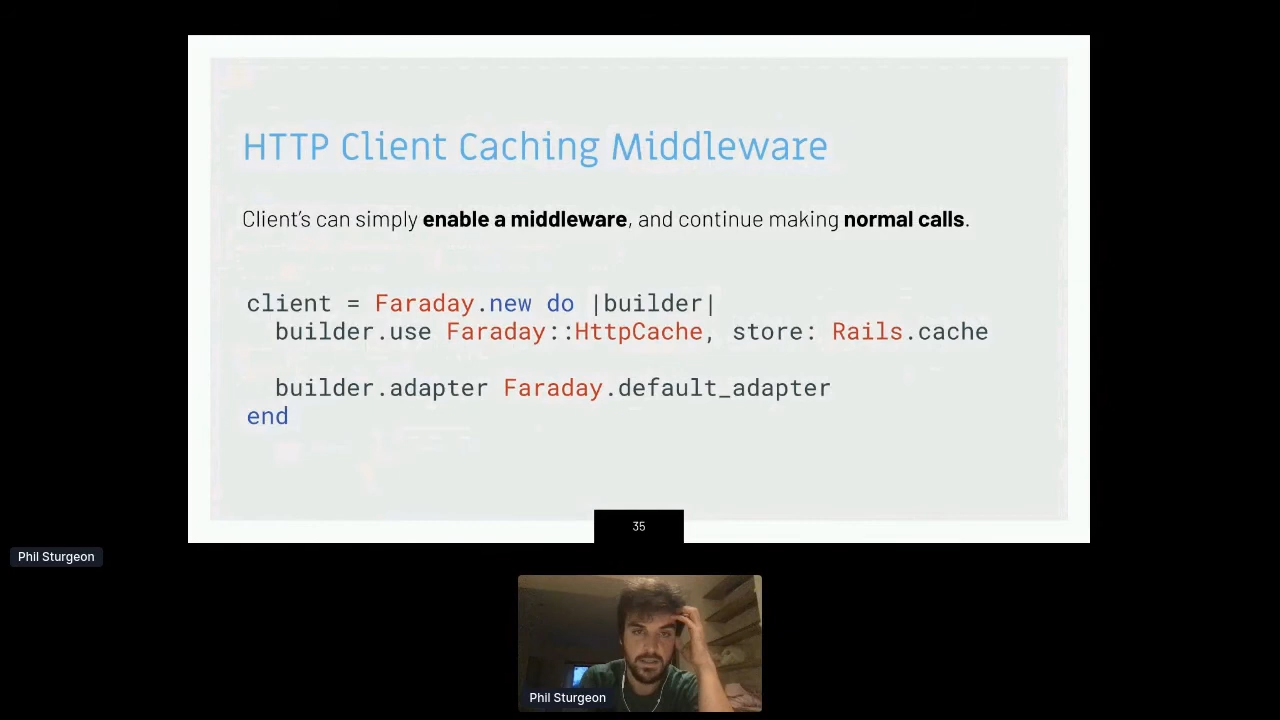 HTTP Client Caching Middleware
Client’s can simply enable a middleware, and continue making normal calls.
client = Faraday.new do |builder|
  builder.use Faraday::HttpCache, store: Rails.cache
  builder.adapter Faraday.default_adapter
end
35
Phil Sturgeon
Phil Sturgeon